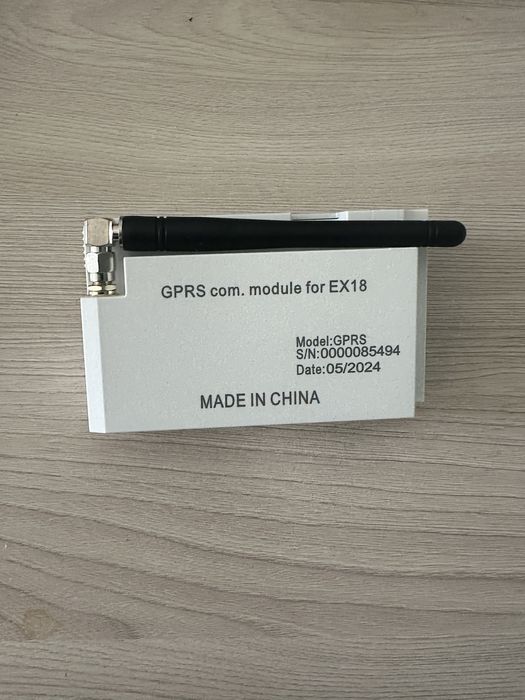 GPRS com. module for EX18
Model:GPRS
S/N:0000085494
Date:05/2024
MADE IN CHINA